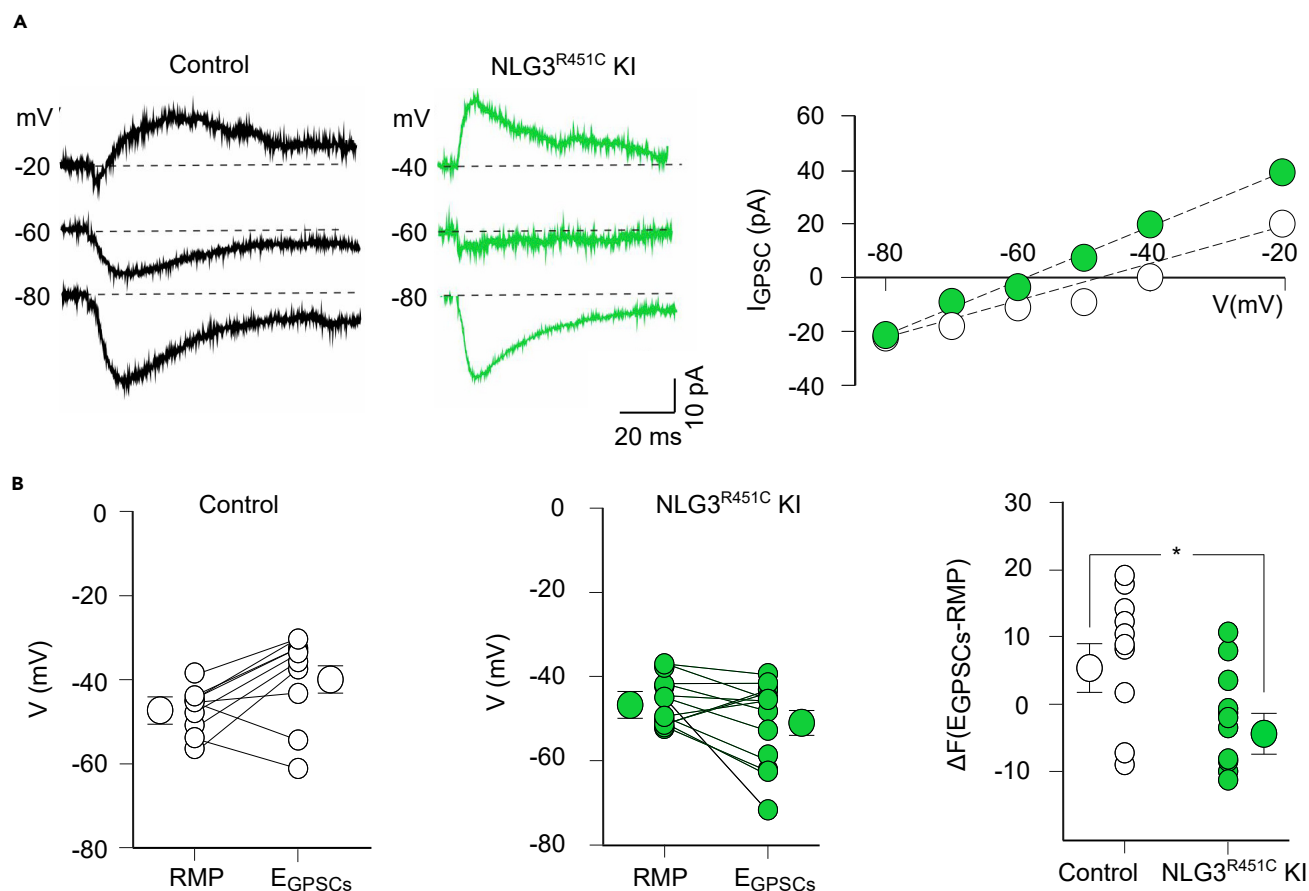 A
Control
mV
-20
-60
-80
NLG3R451C KI
mV
-40
-60
-80
20 ms
10 pA
60
40
20
0
-20
-40
IGPSC (pA)
-80
-60
-40
-20
V(mV)
B
Control
0
-20
-40
-60
-80
V (mV)
RMP
EGPSCs
NLG3R451C KI
0
-20
-40
-60
-80
V (mV)
RMP
EGPSCs
30
20
10
0
-10
ΔF(EGPSCs-RMP)
*
Control
NLG3R451C KI